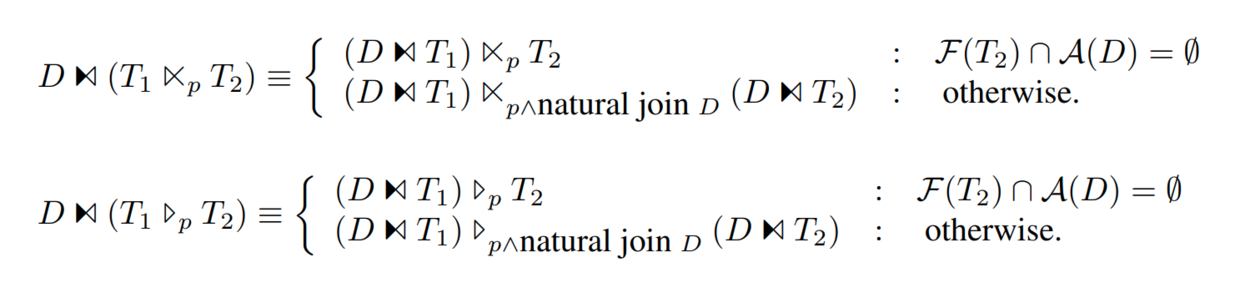 D ⧑ (T₁ ⋉ₚ T₂) ≡ { (D ⧑ T₁) ⋉ₚ T₂ : F(T₂) ∩ A(D) = ∅
(D ⧑ T₁) ⋉ p∧natural join D (D ⧑ T₂) : otherwise.
D ⧑ (T₁ ▷ₚ T₂) ≡ { (D ⧑ T₁) ▷ₚ T₂ : F(T₂) ∩ A(D) = ∅
(D ⧑ T₁) ▷ p∧natural join D (D ⧑ T₂) : otherwise.